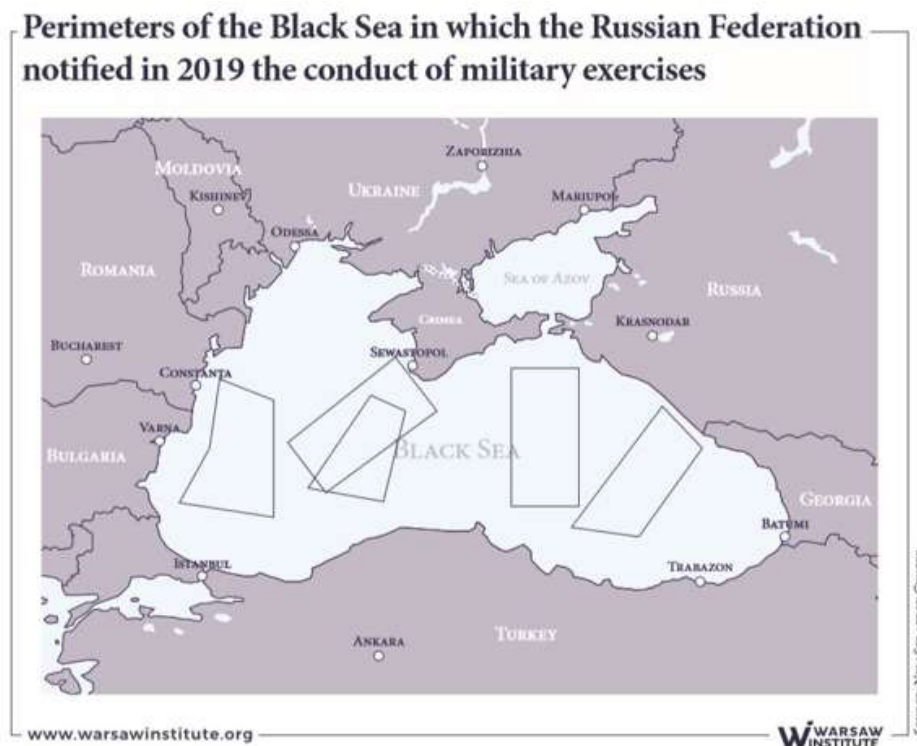 Perimeters of the Black Sea in which the Russian Federation
notified in 2019 the conduct of military exercises
Zaporizhia
Moldovia
Kishinev
Ukraine
Mariupol
Odessa
Romania
Sea of Azov
Russia
Crimea
Krasnodar
Bucharest
Sewastopol
Constanta
Varna
Black Sea
Bulgaria
Georgia
Batumi
Istanbul
Trabazon
Turkey
Ankara
www.warsawinstitute.org
WARSAW
INSTITUTE